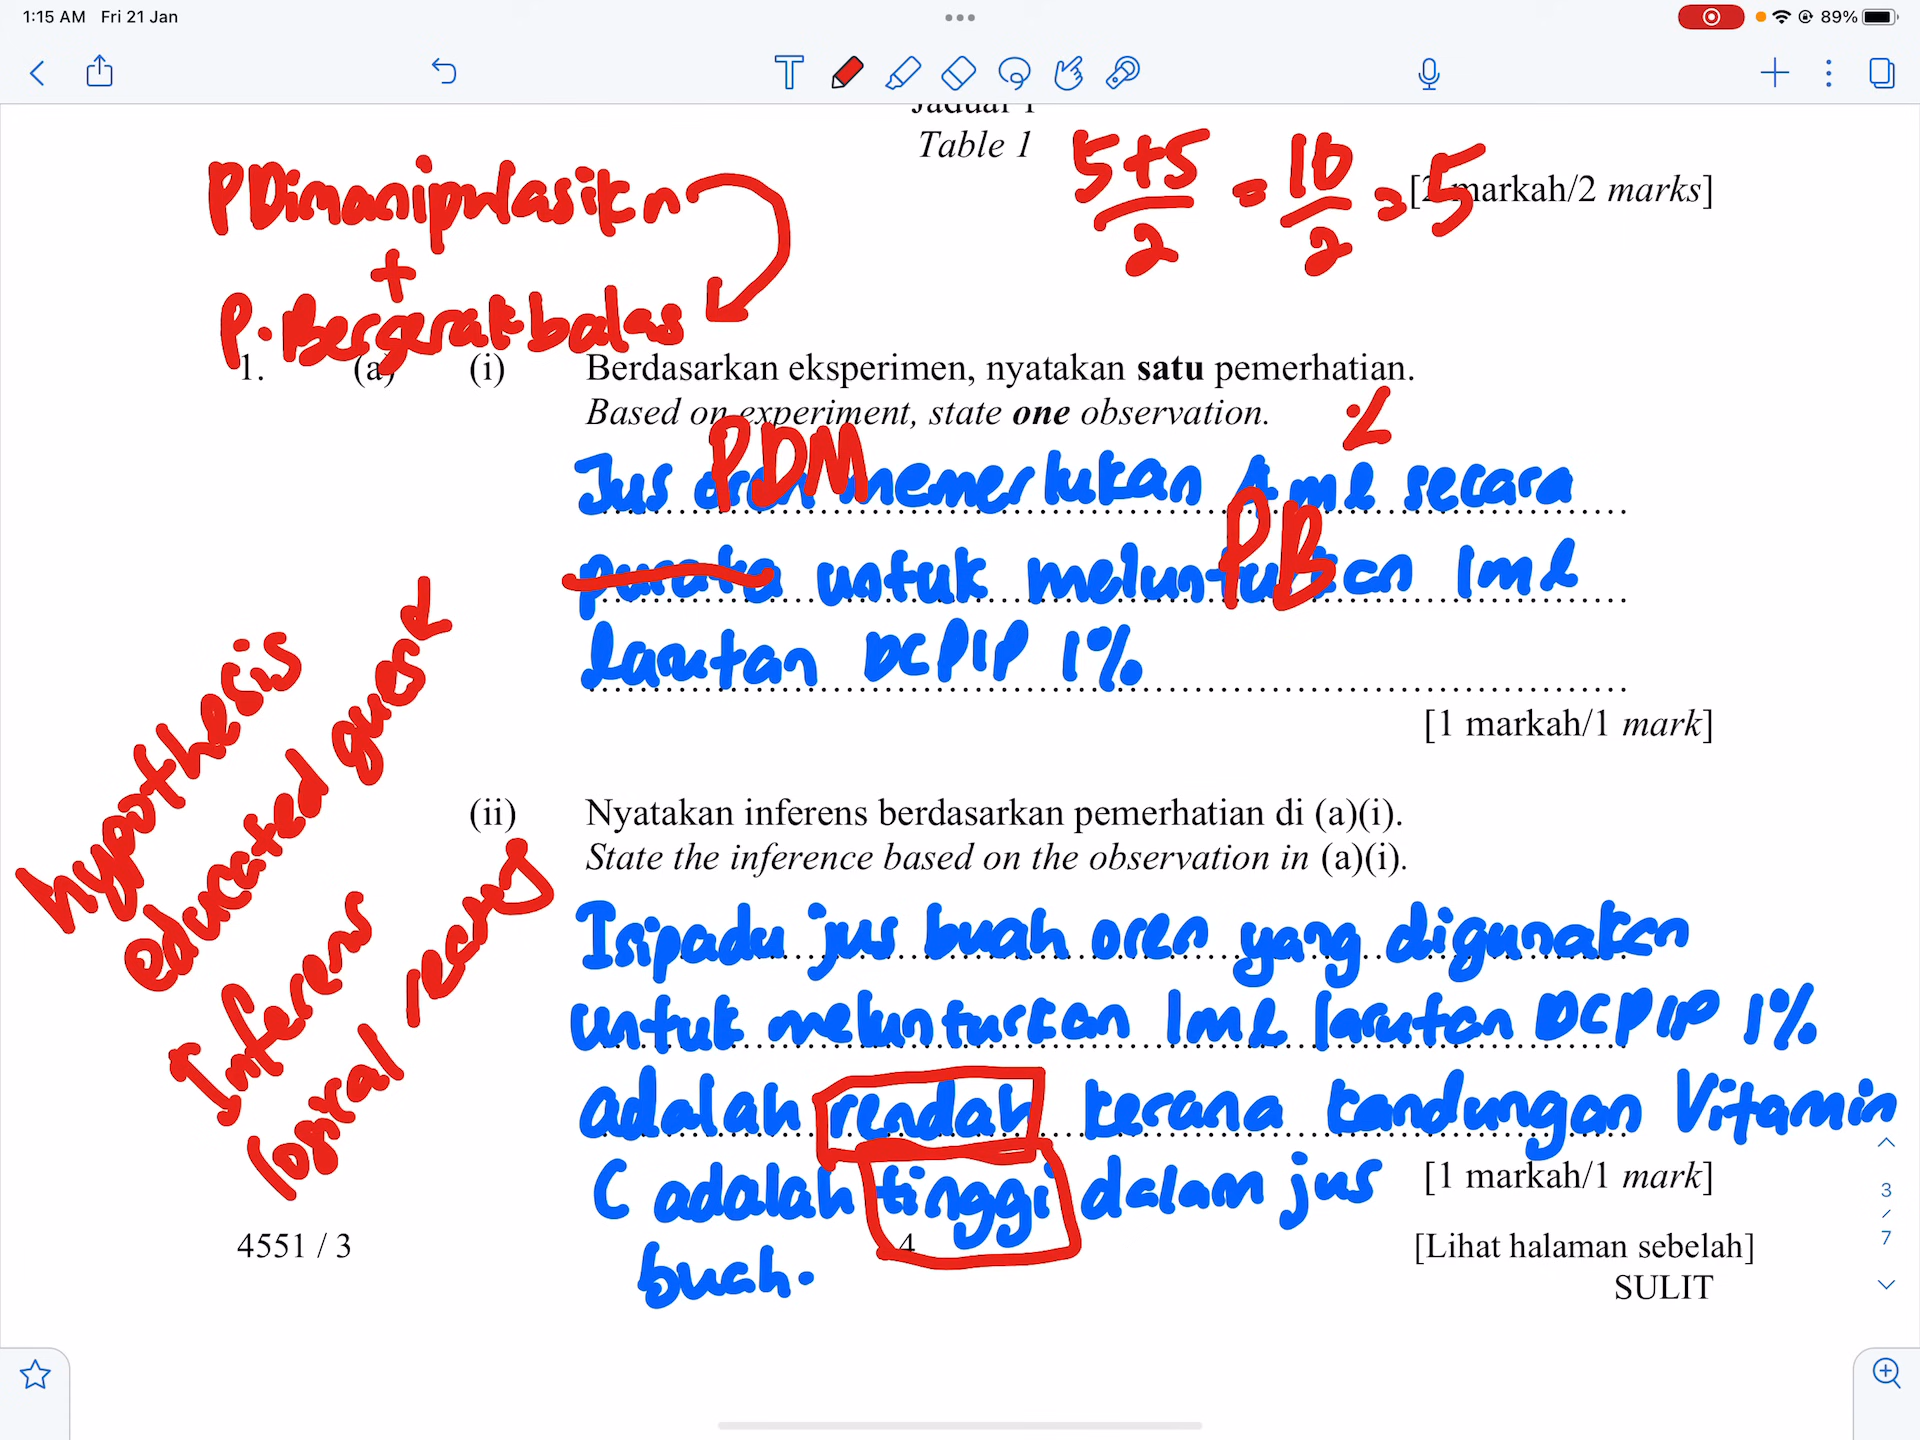 1:15 AM Fri 21 Jan
89%
Jadual 1
Table 1
5+5/2 = 10/2 = 5
[2 markah/2 marks]
PDimanipulasikn
+
P. Bergerakbalas
1. (a) (i) Berdasarkan eksperimen, nyatakan satu pemerhatian.
Based on experiment, state one observation.
PDM
Jus oren memerlukan 4 ml secara
PB
purata untuk melunturkan 1ml
larutan DCPIP 1%
[1 markah/1 mark]
hypothesis
educated guess
Inferens
logical
(ii) Nyatakan inferens berdasarkan pemerhatian di (a)(i).
State the inference based on the observation in (a)(i).
Isipadu jus buah oren yang digunakan
untuk melunturkan 1ml larutan DCPIP 1%
adalah rendah kerana kandungan Vitamin
C adalah tinggi dalam jus
buah.
[1 markah/1 mark]
4551 / 3
4
[Lihat halaman sebelah]
SULIT
3
/
7